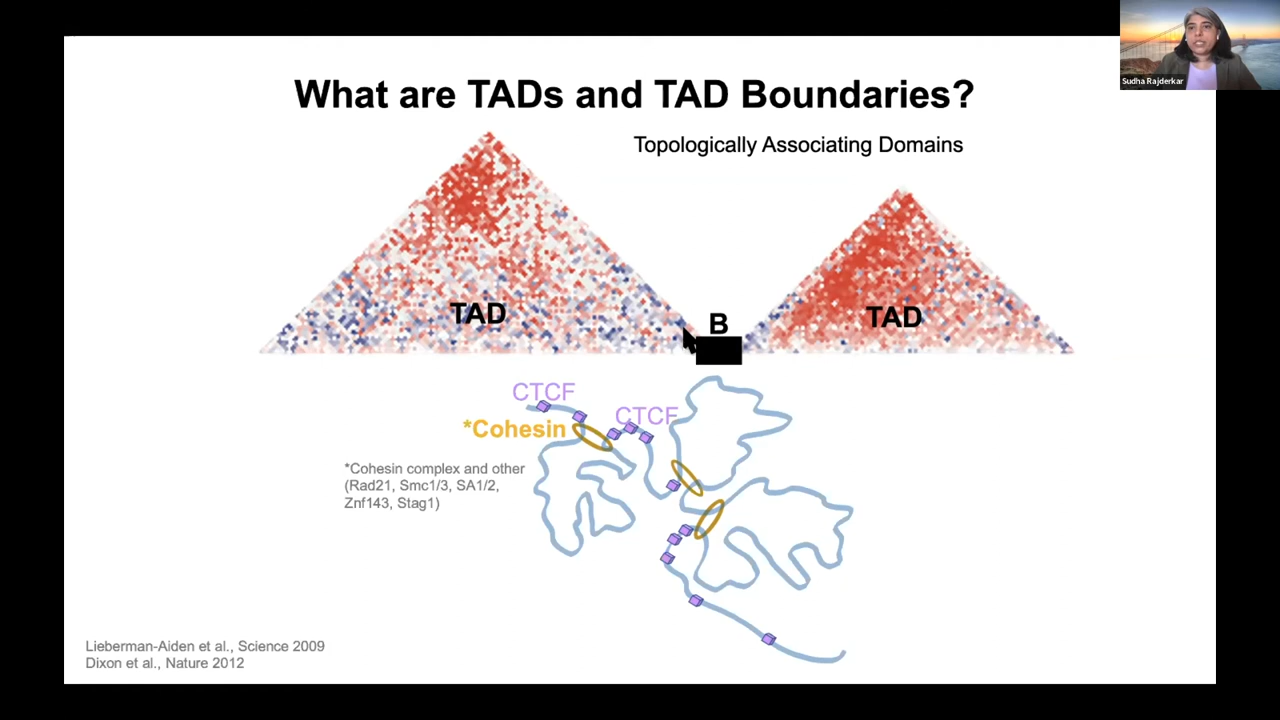 What are TADs and TAD Boundaries?
Topologically Associating Domains
TAD
B
TAD
CTCF
CTCF
*Cohesin
*Cohesin complex and other
(Rad21, Smc1/3, SA1/2,
Znf143, Stag1)
Lieberman-Aiden et al., Science 2009
Dixon et al., Nature 2012
Sudha Rajderkar